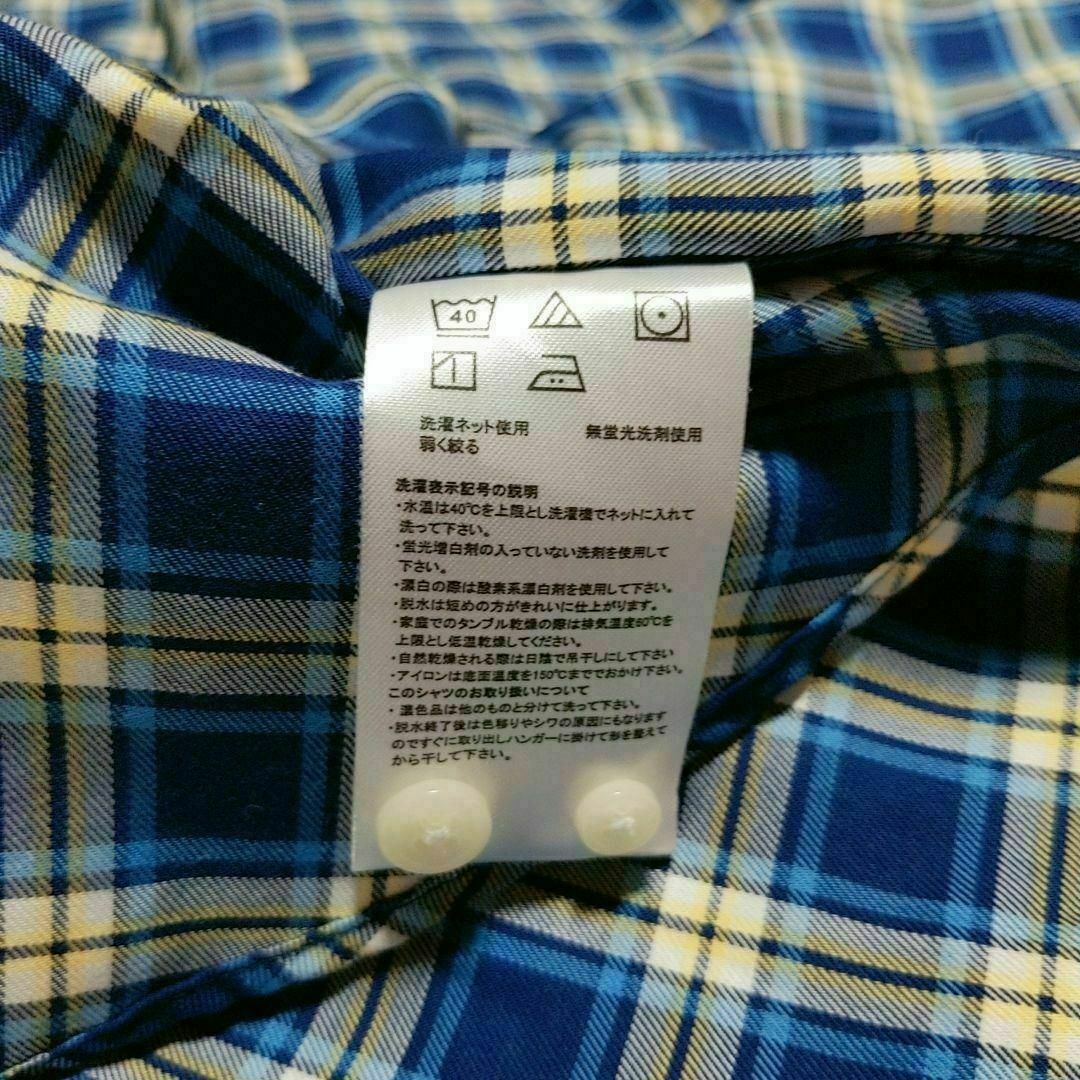 40
洗濯ネット使用
弱く絞る
無蛍光洗剤使用
洗濯表示記号の説明
・水温は40℃を上限とし洗濯機でネットに入れて
洗って下さい。
・蛍光増白剤の入っていない洗剤を使用して
下さい。
・漂白の際は酸素系漂白剤を使用して下さい。
・脱水は短めの方がきれいに仕上がります。
・家庭でのタンブル乾燥の際は排気温度60℃を
上限とし低温乾燥してください。
・自然乾燥される際は日陰で吊干しにして下さい
・アイロンは底面温度を150℃まででおかけ下さい。
このシャツのお取り扱いについて
・濃色品は他のものと分けて洗って下さい。
・脱水終了後は色移りやシワの原因にもなります
のですぐに取り出しハンガーに掛けて形を整えて
から干して下さい。